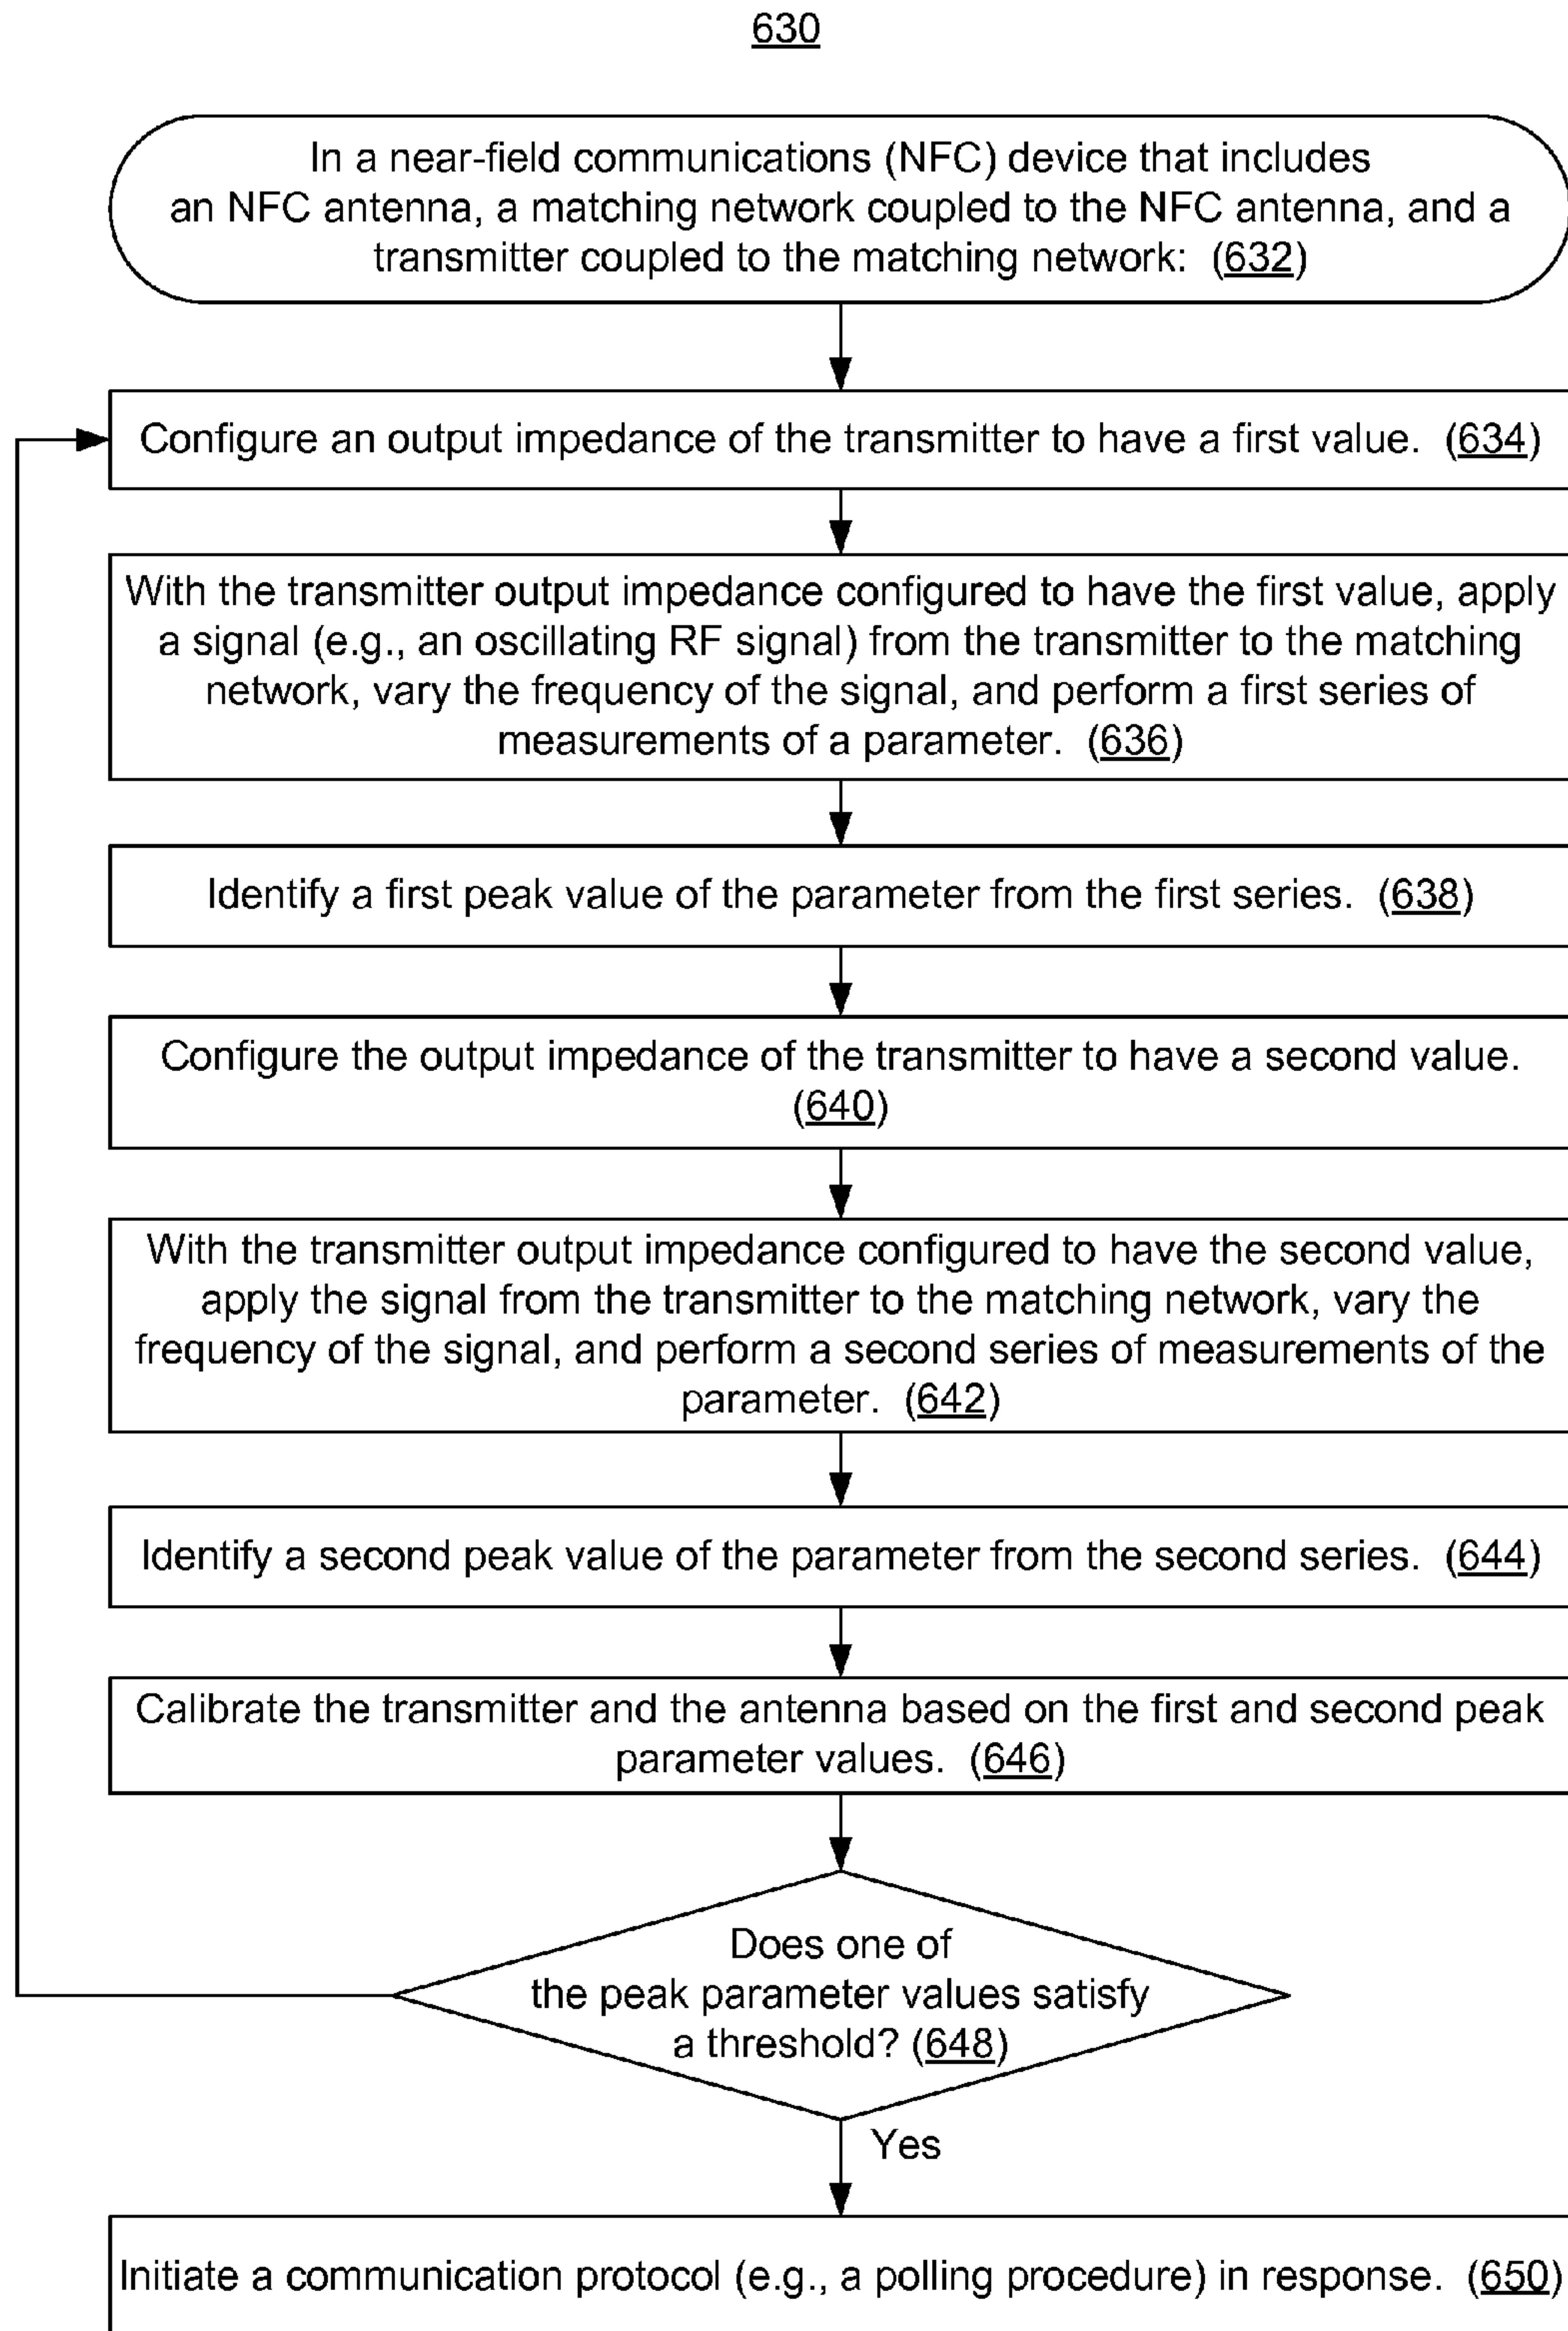 630
In a near-field communications (NFC) device that includes
an NFC antenna, a matching network coupled to the NFC antenna, and a
transmitter coupled to the matching network: (632)
Configure an output impedance of the transmitter to have a first value. (634)
With the transmitter output impedance configured to have the first value, apply
a signal (e.g., an oscillating RF signal) from the transmitter to the matching
network, vary the frequency of the signal, and perform a first series of
measurements of a parameter. (636)
Identify a first peak value of the parameter from the first series. (638)
Configure the output impedance of the transmitter to have a second value.
(640)
With the transmitter output impedance configured to have the second value,
apply the signal from the transmitter to the matching network, vary the
frequency of the signal, and perform a second series of measurements of the
parameter. (642)
Identify a second peak value of the parameter from the second series. (644)
Calibrate the transmitter and the antenna based on the first and second peak
parameter values. (646)
Does one of
the peak parameter values satisfy
a threshold? (648)
Yes
Initiate a communication protocol (e.g., a polling procedure) in response. (650)